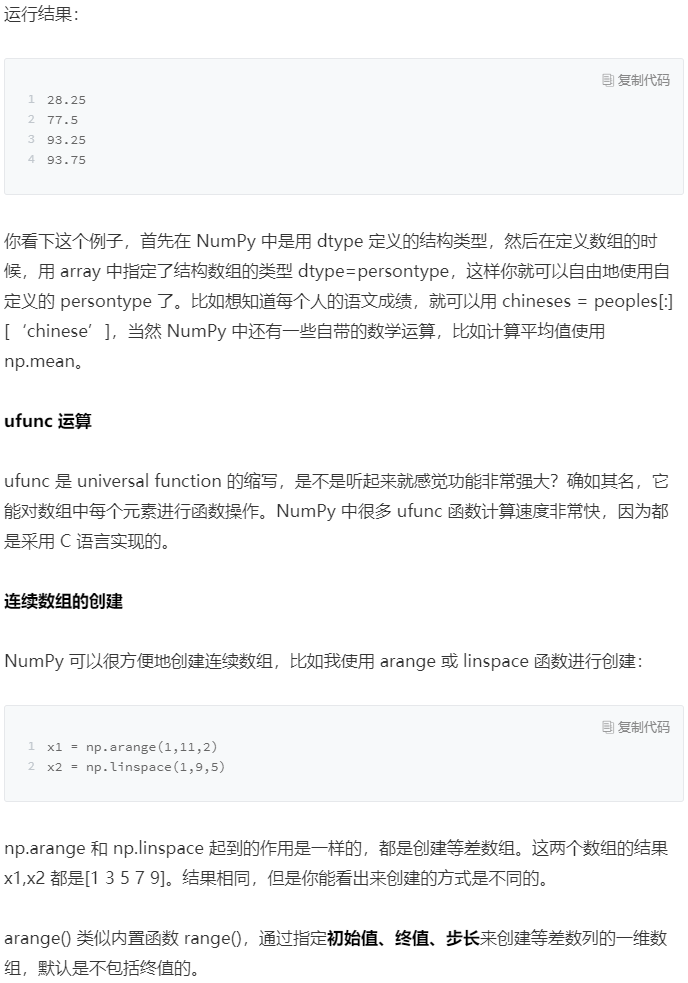 运行结果：
复制代码
1 28.25
2 77.5
3 93.25
4 93.75
你看下这个例子，首先在 NumPy 中是用 dtype 定义的结构类型，然后在定义数组的时
候，用 array 中指定了结构数组的类型 dtype=persontype，这样你就可以自由地使用自
定义的 persontype 了。比如想知道每个人的语文成绩，就可以用 chineses = peoples[:]
[‘chinese’]，当然 NumPy 中还有一些自带的数学运算，比如计算平均值使用
np.mean。
ufunc 运算
ufunc 是 universal function 的缩写，是不是听起来就感觉功能非常强大？确如其名，它
能对数组中每个元素进行函数操作。NumPy 中很多 ufunc 函数计算速度非常快，因为都
是采用 C 语言实现的。
连续数组的创建
NumPy 可以很方便地创建连续数组，比如我使用 arange 或 linspace 函数进行创建：
复制代码
1 x1 = np.arange(1,11,2)
2 x2 = np.linspace(1,9,5)
np.arange 和 np.linspace 起到的作用是一样的，都是创建等差数组。这两个数组的结果
x1,x2 都是[1 3 5 7 9]。结果相同，但是你能看出来创建的方式是不同的。
arange() 类似内置函数 range()，通过指定初始值、终值、步长来创建等差数列的一维数
组，默认是不包括终值的。